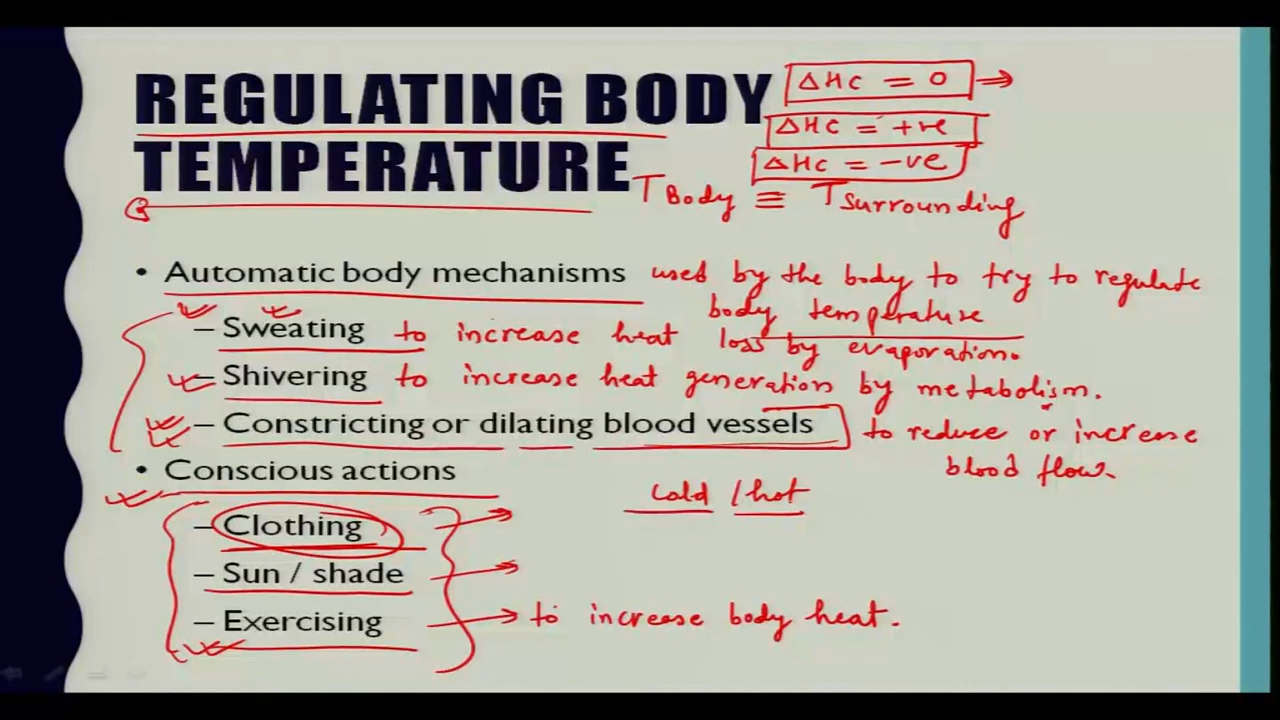 REGULATING BODY ΔHc = 0 →
ΔHc = +ve
TEMPERATURE ΔHc = -ve
T Body ≡ T Surrounding
• Automatic body mechanisms used by the body to try to regulate
body temperature
– Sweating to increase heat loss by evaporation.
– Shivering to increase heat generation by metabolism.
– Constricting or dilating blood vessels to reduce or increase
blood flow.
• Conscious actions
cold / hot
– Clothing →
– Sun / shade →
– Exercising → to increase body heat.